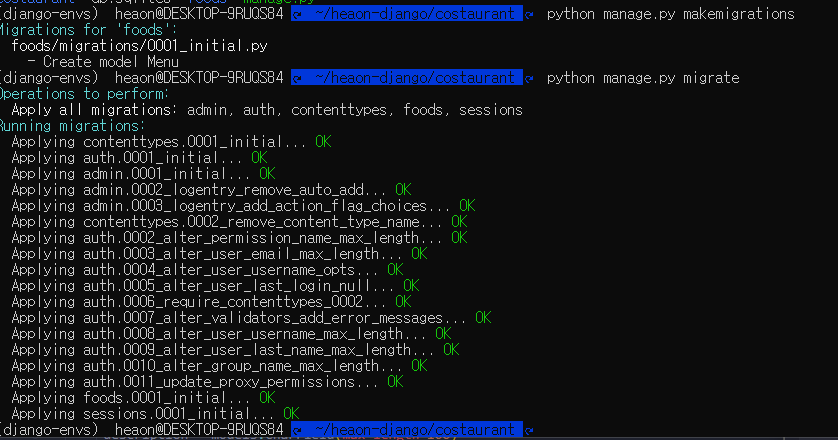 (django-envs) heaon@DESKTOP-9RUQS84 ~/heaon-django/costaurant python manage.py makemigrations
Migrations for 'foods':
foods/migrations/0001_initial.py
- Create model Menu
(django-envs) heaon@DESKTOP-9RUQS84 ~/heaon-django/costaurant python manage.py migrate
Operations to perform:
Apply all migrations: admin, auth, contenttypes, foods, sessions
Running migrations:
Applying contenttypes.0001_initial... OK
Applying auth.0001_initial... OK
Applying admin.0001_initial... OK
Applying admin.0002_logentry_remove_auto_add... OK
Applying admin.0003_logentry_add_action_flag_choices... OK
Applying contenttypes.0002_remove_content_type_name... OK
Applying auth.0002_alter_permission_name_max_length... OK
Applying auth.0003_alter_user_email_max_length... OK
Applying auth.0004_alter_user_username_opts... OK
Applying auth.0005_alter_user_last_login_null... OK
Applying auth.0006_require_contenttypes_0002... OK
Applying auth.0007_alter_validators_add_error_messages... OK
Applying auth.0008_alter_user_username_max_length... OK
Applying auth.0009_alter_user_last_name_max_length... OK
Applying auth.0010_alter_group_name_max_length... OK
Applying auth.0011_update_proxy_permissions... OK
Applying foods.0001_initial... OK
Applying sessions.0001_initial... OK
(django-envs) heaon@DESKTOP-9RUQS84 ~/heaon-django/costaurant